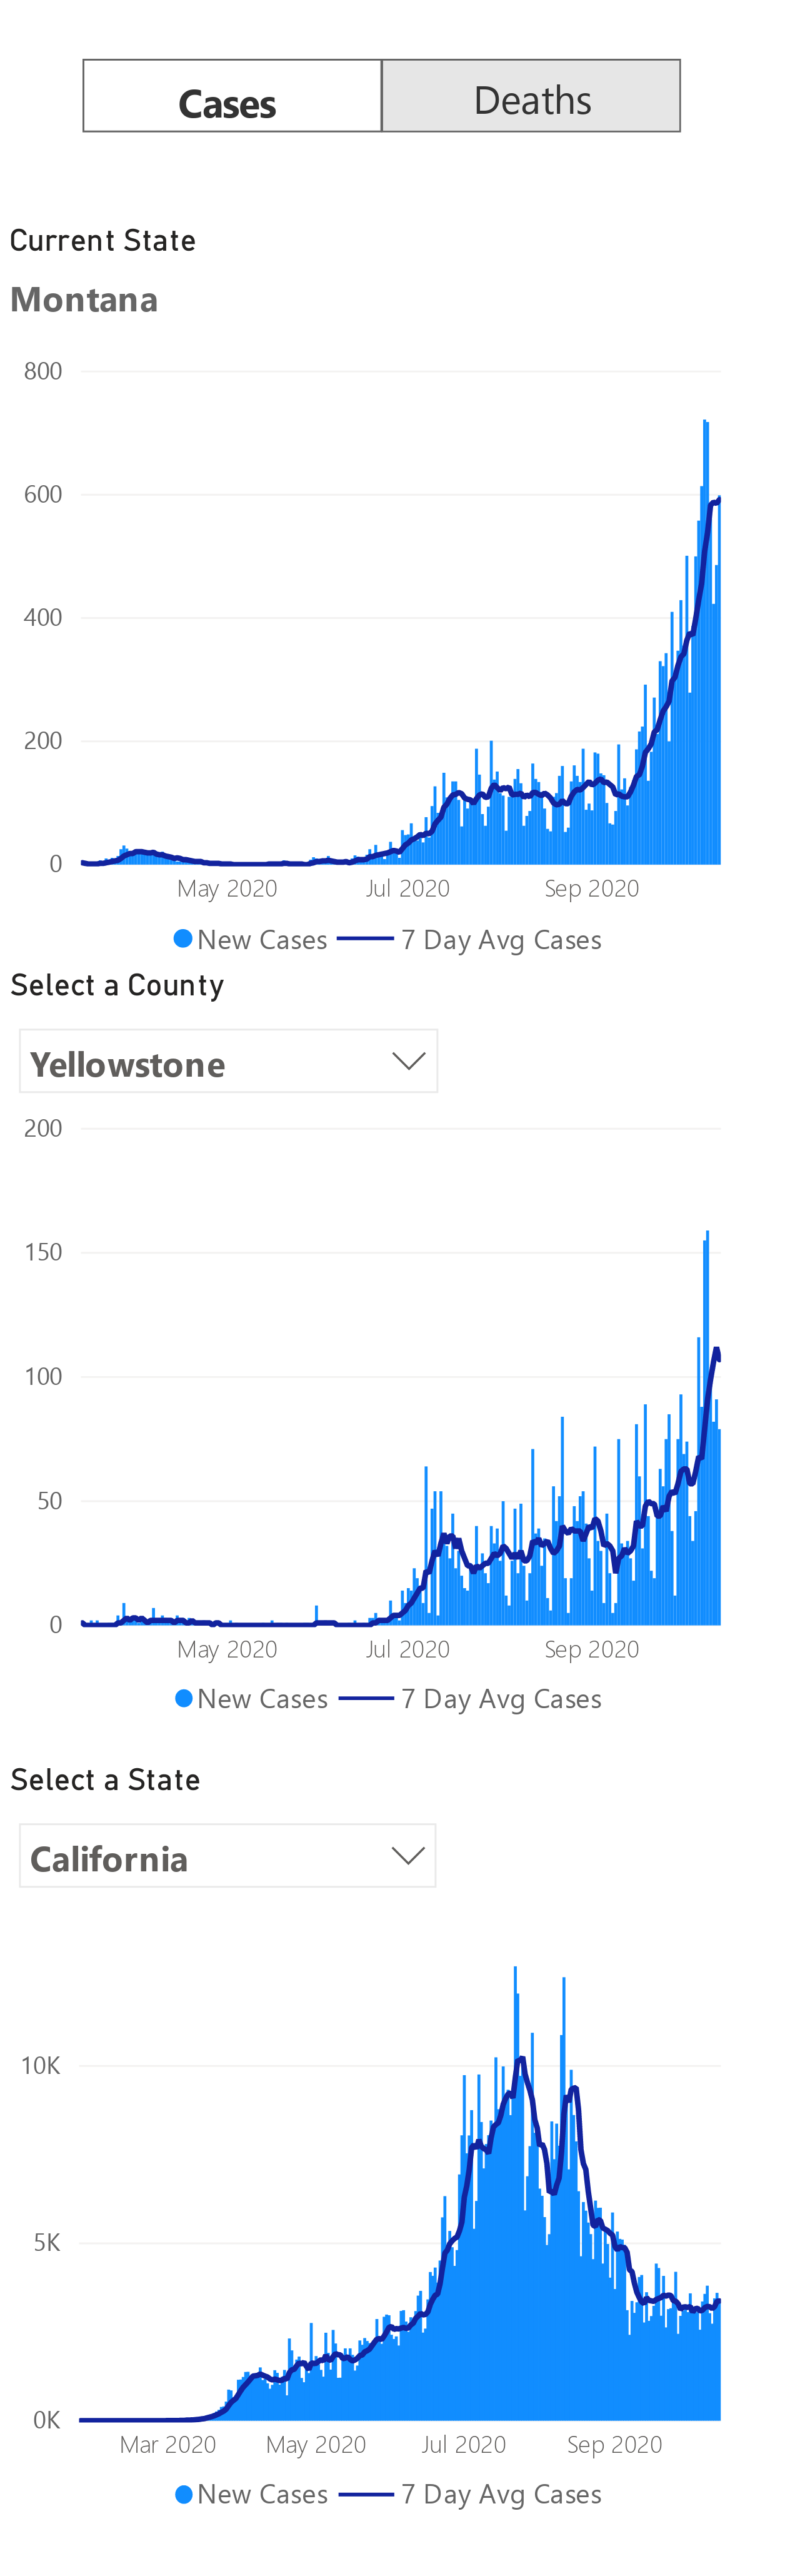 Cases Deaths
Current State
Montana
800
600
400
200
0
May 2020 Jul 2020 Sep 2020
New Cases 7 Day Avg Cases
Select a County
Yellowstone
200
150
100
50
0
May 2020 Jul 2020 Sep 2020
New Cases 7 Day Avg Cases
Select a State
California
10K
5K
0K
Mar 2020 May 2020 Jul 2020 Sep 2020
New Cases 7 Day Avg Cases